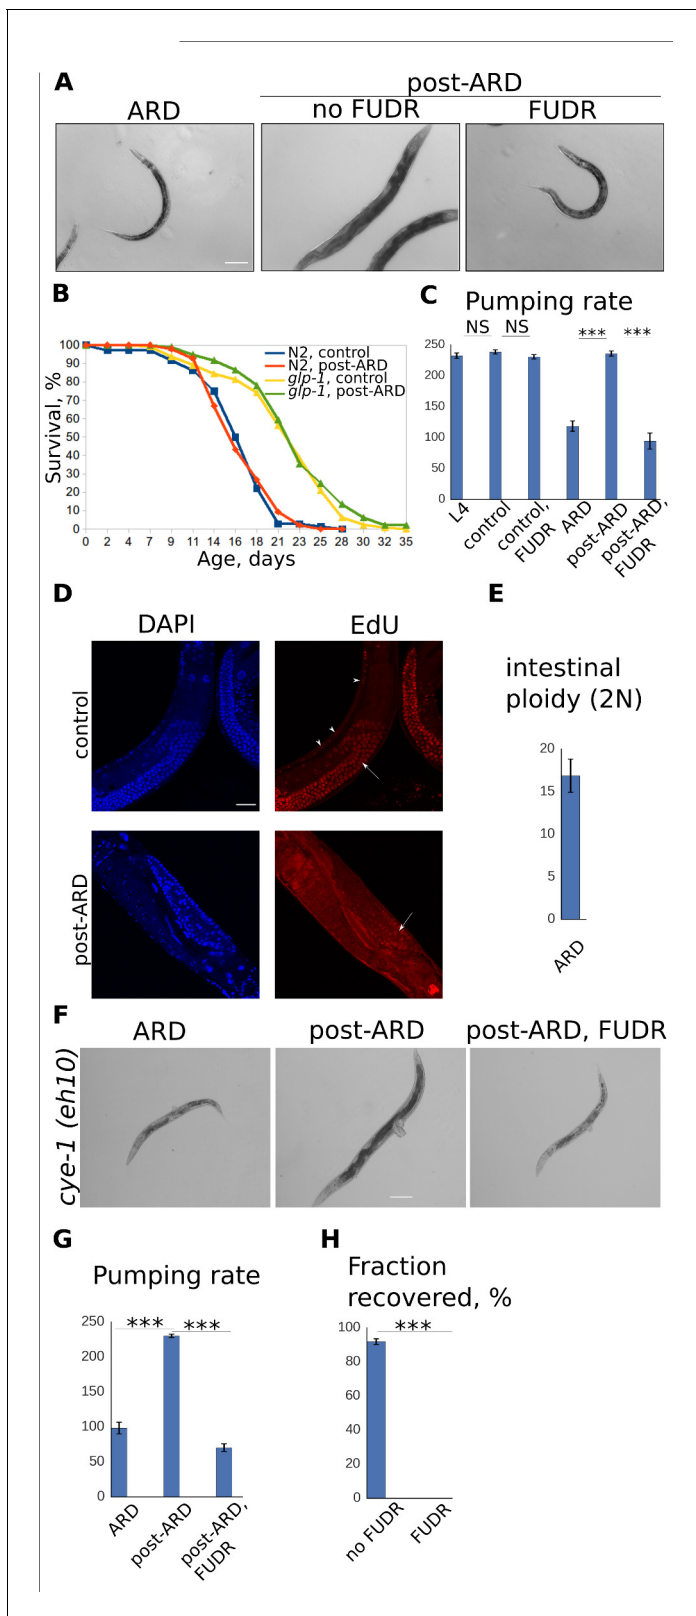 A
post-ARD
ARD
no FUDR
FUDR
B
Survival, %
100
90
80
70
60
50
40
30
20
10
0
0 2 4 7 9 11 14 16 18 21 23 25 28 30 32 35
Age, days
N2, control
N2, post-ARD
glp-1, control
glp-1, post-ARD
C
Pumping rate
NS NS *** ***
250
200
150
100
50
0
L4
control
control,
FUDR
ARD
post-ARD
post-ARD,
FUDR
D
DAPI
EdU
control
post-ARD
E
intestinal
ploidy (2N)
20
15
10
5
0
ARD
F
ARD
post-ARD
post-ARD, FUDR
cye-1 (eh10)
G
Pumping rate
*** ***
250
200
150
100
50
0
ARD
post-ARD
post-ARD,
FUDR
H
Fraction
recovered, %
***
100
80
60
40
20
0
no FUDR
FUDR